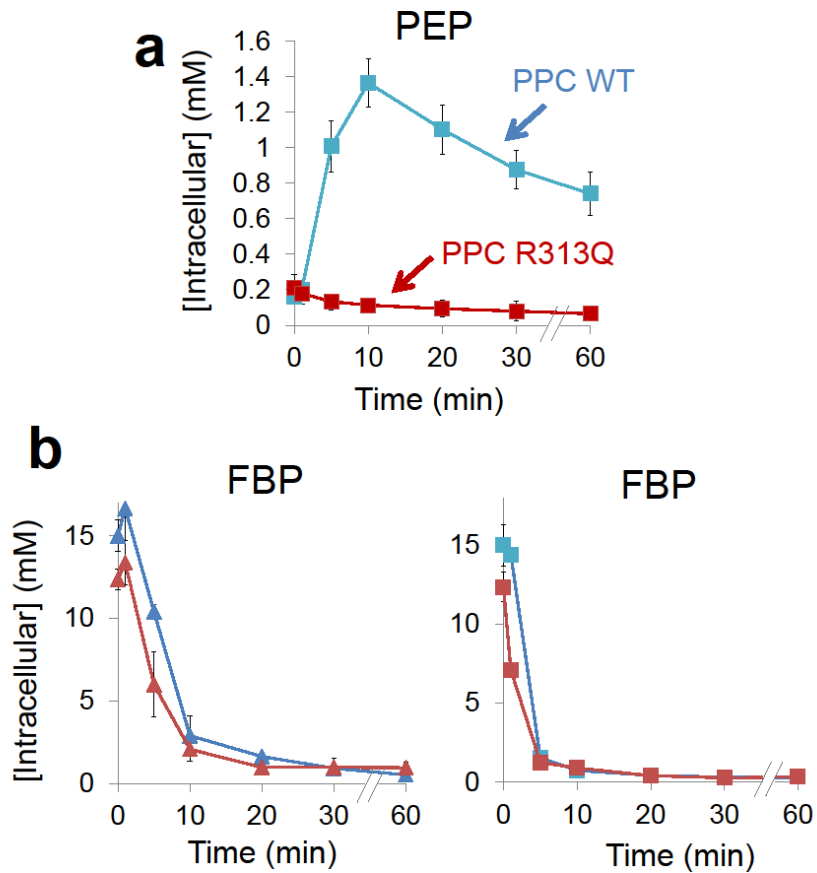 a
PEP
[Intracellular] (mM)
1.6
1.4
1.2
1
0.8
0.6
0.4
0.2
0
PPC WT
PPC R313Q
0 10 20 30 60
Time (min)
b
FBP
[Intracellular] (mM)
15
10
5
0
0 10 20 30 60
Time (min)
FBP
15
10
5
0
0 10 20 30 60
Time (min)